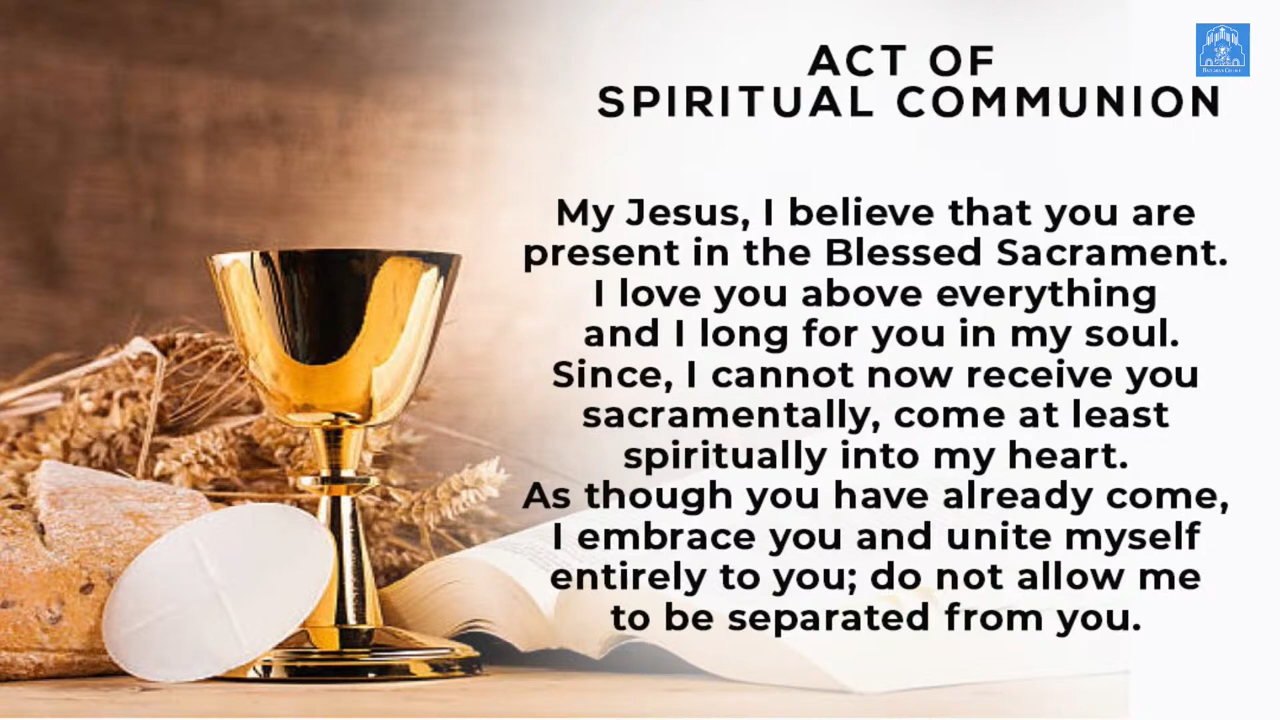 ACT OF
SPIRITUAL COMMUNION
My Jesus, I believe that you are
present in the Blessed Sacrament.
I love you above everything
and I long for you in my soul.
Since, I cannot now receive you
sacramentally, come at least
spiritually into my heart.
As though you have already come,
I embrace you and unite myself
entirely to you; do not allow me
to be separated from you.